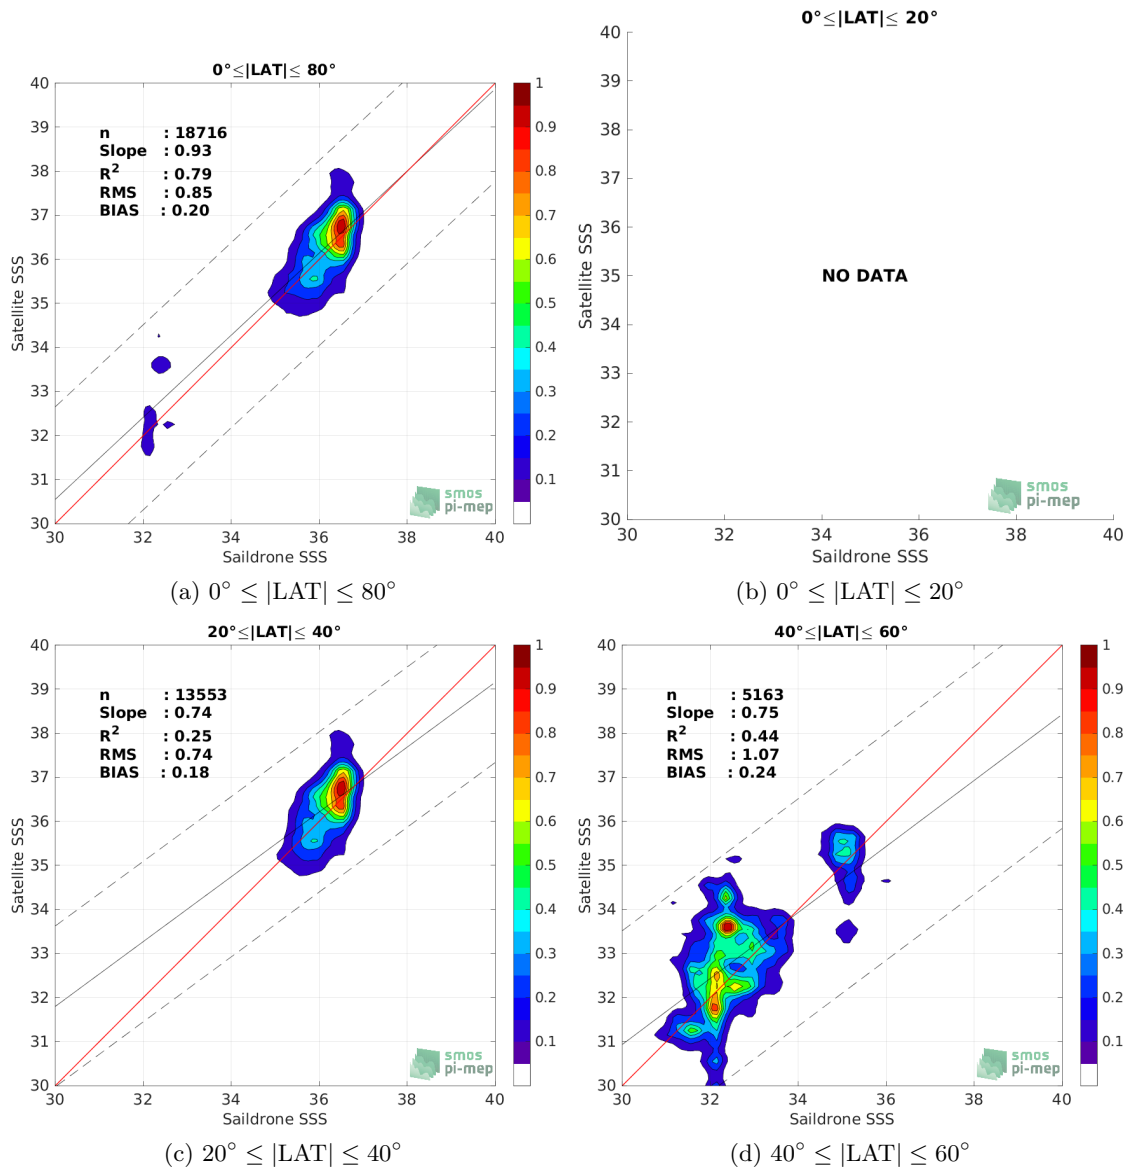 0°≤|LAT|≤ 80°
40
39
38
37
36
35
34
33
32
31
30
n : 18716
Slope : 0.93
R² : 0.79
RMS : 0.85
BIAS : 0.20
Satellite SSS
30 32 34 36 38 40
Saildrone SSS
smos
pi-mep
1
0.9
0.8
0.7
0.6
0.5
0.4
0.3
0.2
0.1
(a) 0° ≤ |LAT| ≤ 80°
0°≤|LAT|≤ 20°
40
39
38
37
36
35
34
33
32
31
30
NO DATA
Satellite SSS
30 32 34 36 38 40
Saildrone SSS
smos
pi-mep
(b) 0° ≤ |LAT| ≤ 20°
20°≤|LAT|≤ 40°
40
39
38
37
36
35
34
33
32
31
30
n : 13553
Slope : 0.74
R² : 0.25
RMS : 0.74
BIAS : 0.18
Satellite SSS
30 32 34 36 38 40
Saildrone SSS
smos
pi-mep
1
0.9
0.8
0.7
0.6
0.5
0.4
0.3
0.2
0.1
(c) 20° ≤ |LAT| ≤ 40°
40°≤|LAT|≤ 60°
40
39
38
37
36
35
34
33
32
31
30
n : 5163
Slope : 0.75
R² : 0.44
RMS : 1.07
BIAS : 0.24
Satellite SSS
30 32 34 36 38 40
Saildrone SSS
smos
pi-mep
1
0.9
0.8
0.7
0.6
0.5
0.4
0.3
0.2
0.1
(d) 40° ≤ |LAT| ≤ 60°